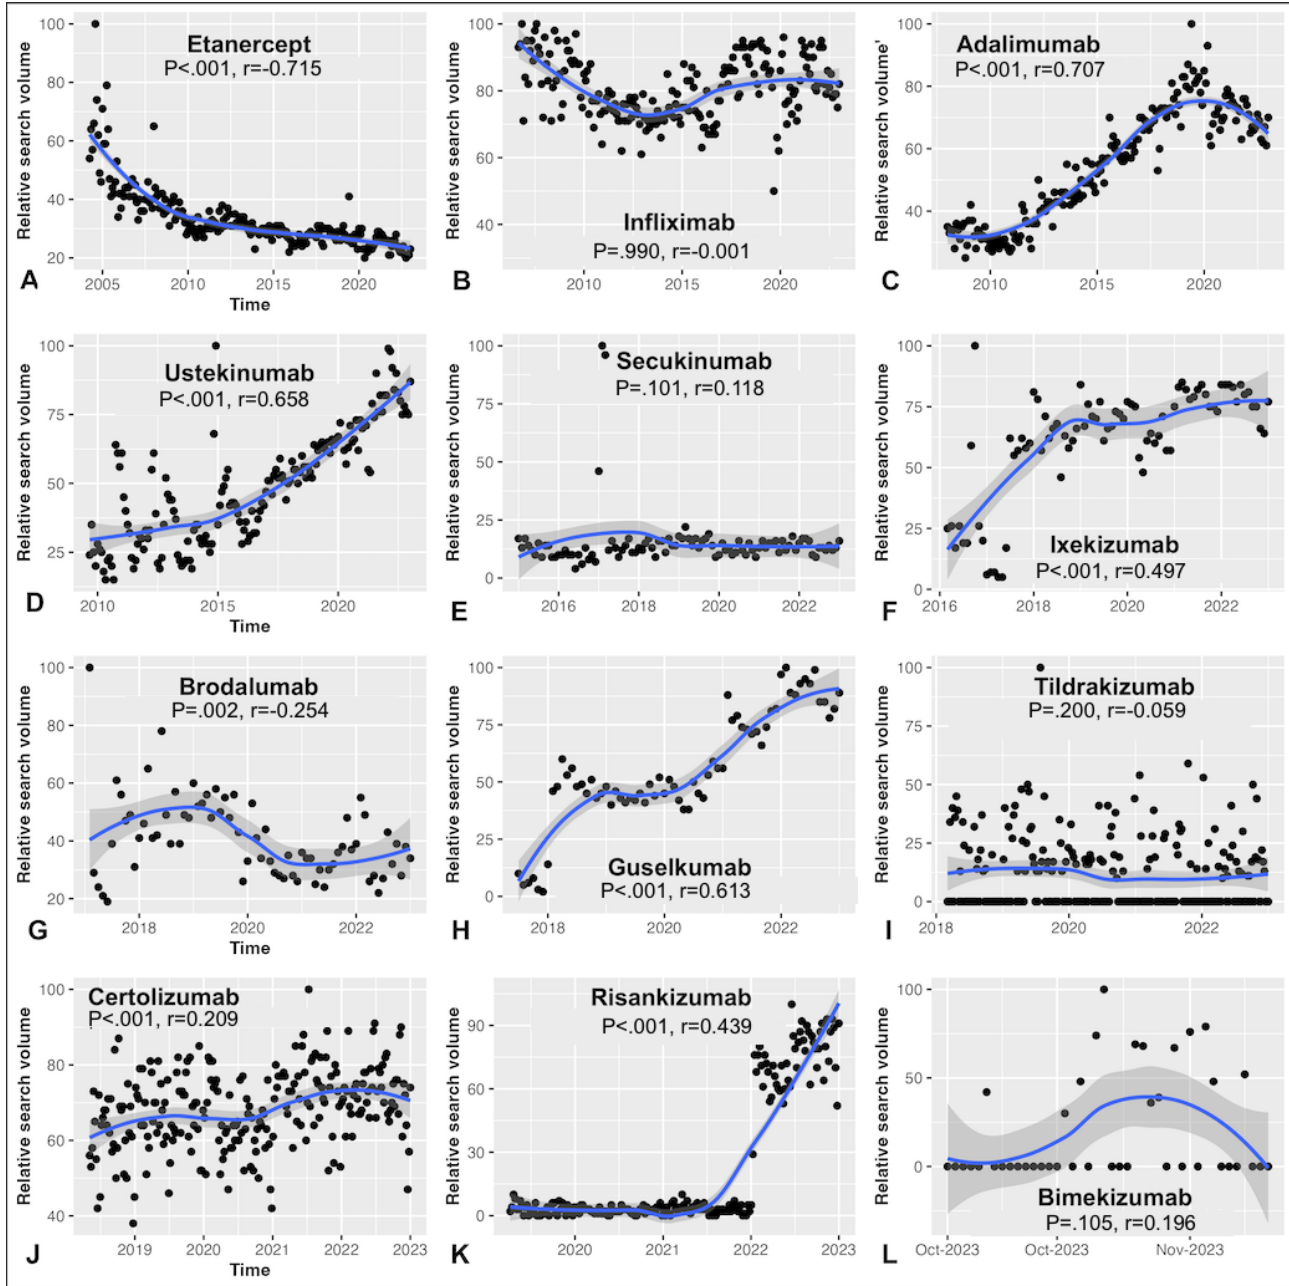 Etanercept
P<.001, r=-0.715
Relative search volume
100
80
60
40
20
2005
2010
2015
2020
Time
A
Infliximab
P=.990, r=-0.001
Relative search volume
100
80
60
40
2010
2015
2020
B
Adalimumab
P<.001, r=0.707
Relative search volume'
100
80
60
40
2010
2015
2020
C
Ustekinumab
P<.001, r=0.658
Relative search volume
100
75
50
25
2010
2015
2020
Time
D
Secukinumab
P=.101, r=0.118
Relative search volume
100
75
50
25
0
2016
2018
2020
2022
E
Ixekizumab
P<.001, r=0.497
Relative search volume
100
75
50
25
0
2016
2018
2020
2022
F
Brodalumab
P=.002, r=-0.254
Relative search volume
100
80
60
40
20
2018
2020
2022
Time
G
Guselkumab
P<.001, r=0.613
Relative search volume
100
75
50
25
0
2018
2020
2022
H
Tildrakizumab
P=.200, r=-0.059
Relative search volume
100
75
50
25
0
2018
2020
2022
I
Certolizumab
P<.001, r=0.209
Relative search volume
100
80
60
40
2019
2020
2021
2022
2023
Time
J
Risankizumab
P<.001, r=0.439
Relative search volume
90
60
30
0
2020
2021
2022
2023
K
Bimekizumab
P=.105, r=0.196
Relative search volume
100
50
0
Oct-2023
Oct-2023
Nov-2023
L